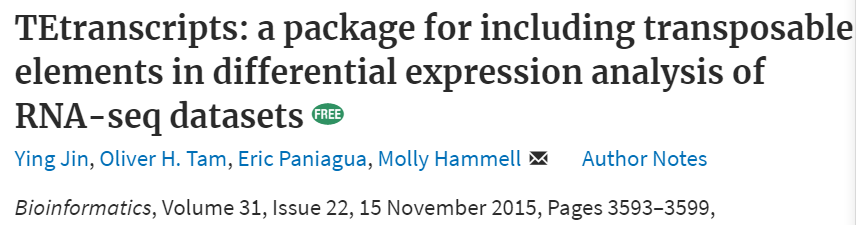 TEtranscripts: a package for including transposable
elements in differential expression analysis of
RNA-seq datasets FREE
Ying Jin, Oliver H. Tam, Eric Paniagua, Molly Hammell Author Notes
Bioinformatics, Volume 31, Issue 22, 15 November 2015, Pages 3593–3599,